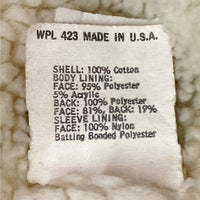 WPL 423 MADE IN U.S.A.
SHELL: 100% Cotton
BODY LINING:
FACE: 95% Polyester
5% Acrylic
BACK: 100% Polyester
FACE: 81%, BACK: 19%
SLEEVE LINING:
FACE: 100% Nylon
Batting Bonded Polyester